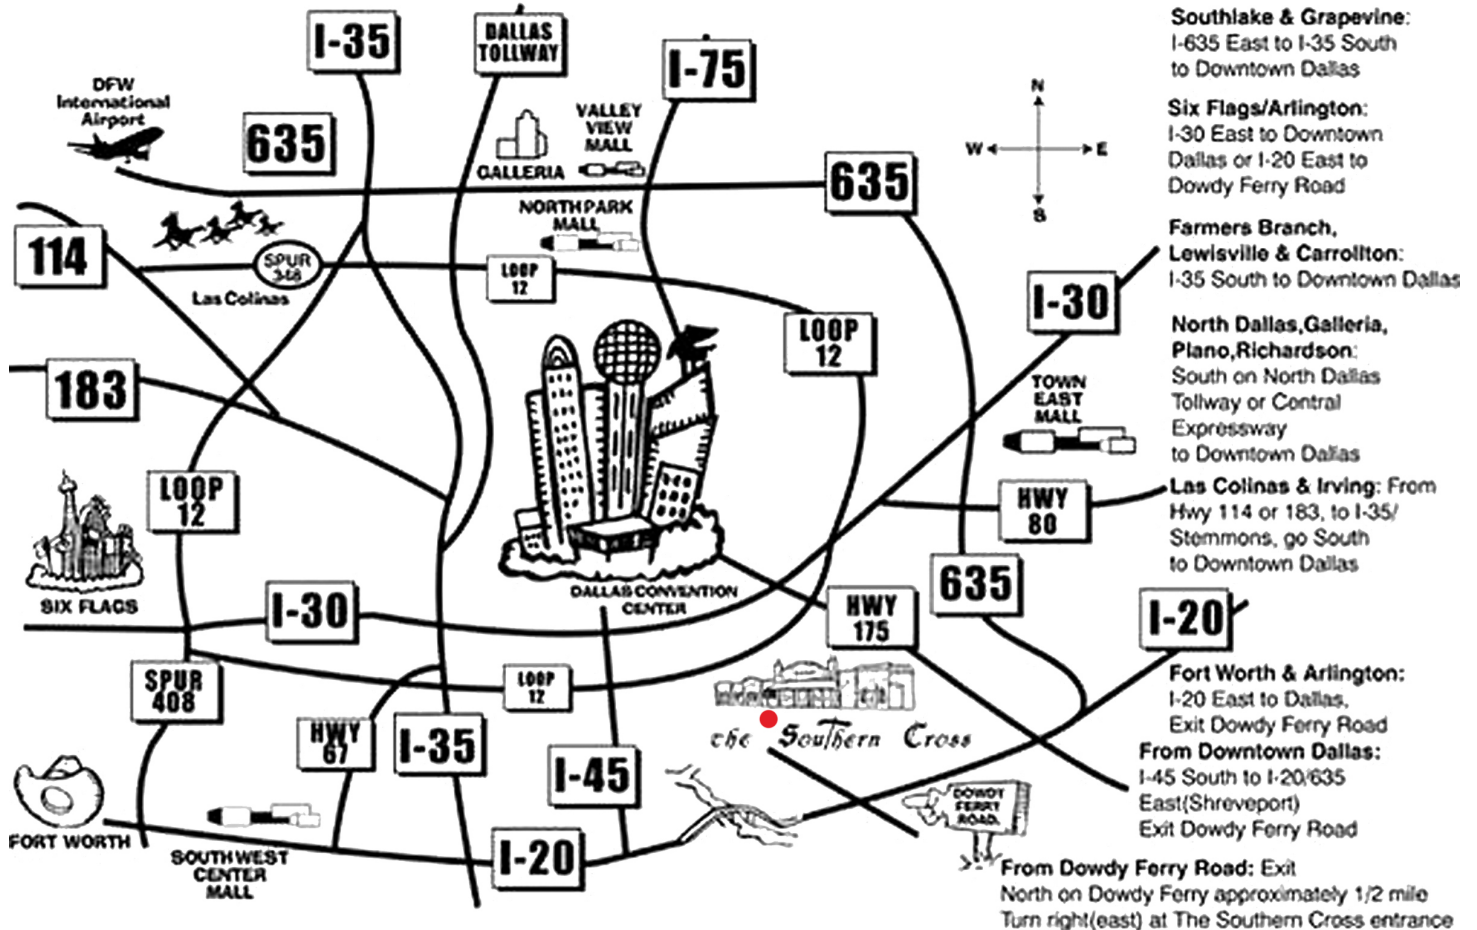 I-35
DALLAS
TOLLWAY
I-75
DFW
International
Airport
635
VALLEY
VIEW
MALL
GALLERIA
635
N
W
E
S
114
NORTHPARK
MALL
SPUR
348
Las Colinas
LOOP
12
I-30
LOOP
12
183
TOWN
EAST
MALL
LOOP
12
HWY
80
SIX FLAGS
I-30
DALLAS CONVENTION
CENTER
HWY
175
635
I-20
SPUR
408
LOOP
12
HWY
67
I-35
the Southern Cross
I-45
DOWDY
FERRY
ROAD.
FORT WORTH
SOUTHWEST
CENTER
MALL
I-20
Southlake & Grapevine:
I-635 East to I-35 South
to Downtown Dallas
Six Flags/Arlington:
I-30 East to Downtown
Dallas or I-20 East to
Dowdy Ferry Road
Farmers Branch,
Lewisville & Carrollton:
I-35 South to Downtown Dallas
North Dallas,Galleria,
Plano,Richardson:
South on North Dallas
Tollway or Central
Expressway
to Downtown Dallas
Las Colinas & Irving: From
Hwy 114 or 183, to I-35/
Stemmons, go South
to Downtown Dallas
Fort Worth & Arlington:
I-20 East to Dallas,
Exit Dowdy Ferry Road
From Downtown Dallas:
I-45 South to I-20/635
East(Shreveport)
Exit Dowdy Ferry Road
From Dowdy Ferry Road: Exit
North on Dowdy Ferry approximately 1/2 mile
Turn right(east) at The Southern Cross entrance